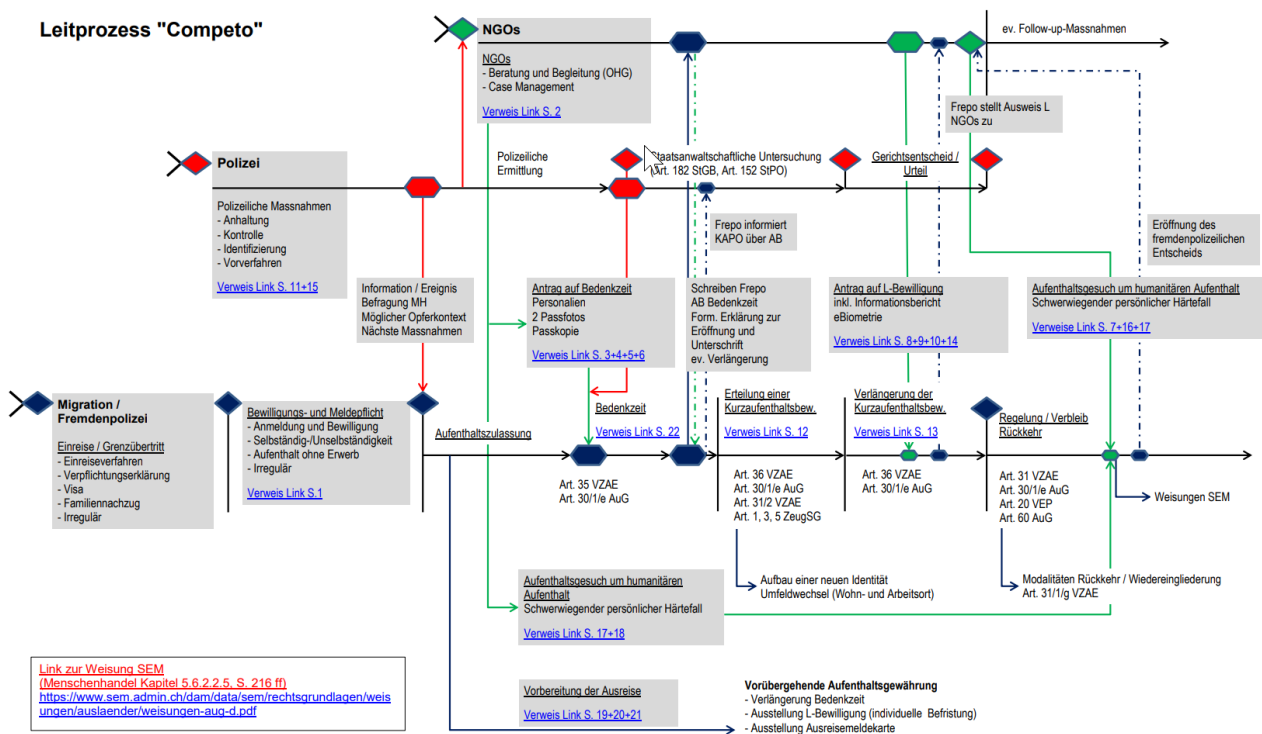 Leitprozess "Competo"
NGOs
NGOs
- Beratung und Begleitung (OHG)
- Case Management
Verweis Link S. 2
ev. Follow-up-Massnahmen
Frepo stellt Ausweis L
NGOs zu
Polizei
Polizeiliche Massnahmen
- Anhaltung
- Kontrolle
- Identifizierung
- Vorverfahren
Verweis Link S. 11+15
Polizeiliche
Ermittlung
Staatsanwaltschaftliche Untersuchung
(Art. 182 StGB, Art. 152 StPO)
Gerichtsentscheid /
Urteil
Frepo informiert
KAPO über AB
Eröffnung des
fremdenpolizeilichen
Entscheids
Information / Ereignis
Befragung MH
Möglicher Opferkontext
Nächste Massnahmen
Antrag auf Bedenkzeit
Personalien
2 Passfotos
Passkopie
Verweis Link S. 3+4+5+6
Schreiben Frepo
AB Bedenkzeit
Form. Erklärung zur
Eröffnung und
Unterschrift
ev. Verlängerung
Antrag auf L-Bewilligung
inkl. Informationsbericht
eBiometrie
Verweis Link S. 8+9+10+14
Aufenthaltsgesuch um humanitären Aufenthalt
Schwerwiegender persönlicher Härtefall
Verweise Link S. 7+16+17
Migration /
Fremdenpolizei
Einreise / Grenzübertritt
- Einreiseverfahren
- Verpflichtungserklärung
- Visa
- Familiennachzug
- Irregulär
Bewilligungs- und Meldepflicht
- Anmeldung und Bewilligung
- Selbständig-/Unselbständigkeit
- Aufenthalt ohne Erwerb
- Irregulär
Verweis Link S.1
Aufenthaltszulassung
Bedenkzeit
Verweis Link S. 22
Erteilung einer
Kurzaufenthaltsbew.
Verweis Link S. 12
Verlängerung der
Kurzaufenthaltsbew.
Verweis Link S. 13
Regelung / Verbleib
Rückkehr
Art. 35 VZAE
Art. 30/1/e AuG
Art. 36 VZAE
Art. 30/1/e AuG
Art. 31/2 VZAE
Art. 1, 3, 5 ZeugSG
Art. 36 VZAE
Art. 30/1/e AuG
Art. 31 VZAE
Art. 30/1/e AuG
Art. 20 VEP
Art. 60 AuG
Weisungen SEM
Aufenthaltsgesuch um humanitären
Aufenthalt
Schwerwiegender persönlicher Härtefall
Verweis Link S. 17+18
Aufbau einer neuen Identität
Umfeldwechsel (Wohn- und Arbeitsort)
Modalitäten Rückkehr / Wiedereingliederung
Art. 31/1/g VZAE
Link zur Weisung SEM
(Menschenhandel Kapitel 5.6.2.2.5, S. 216 ff)
https://www.sem.admin.ch/dam/data/sem/rechtsgrundlagen/weis
ungen/auslaender/weisungen-aug-d.pdf
Vorbereitung der Ausreise
Verweis Link S. 19+20+21
Vorübergehende Aufenthaltsgewährung
- Verlängerung Bedenkzeit
- Ausstellung L-Bewilligung (individuelle Befristung)
- Ausstellung Ausreisemeldekarte